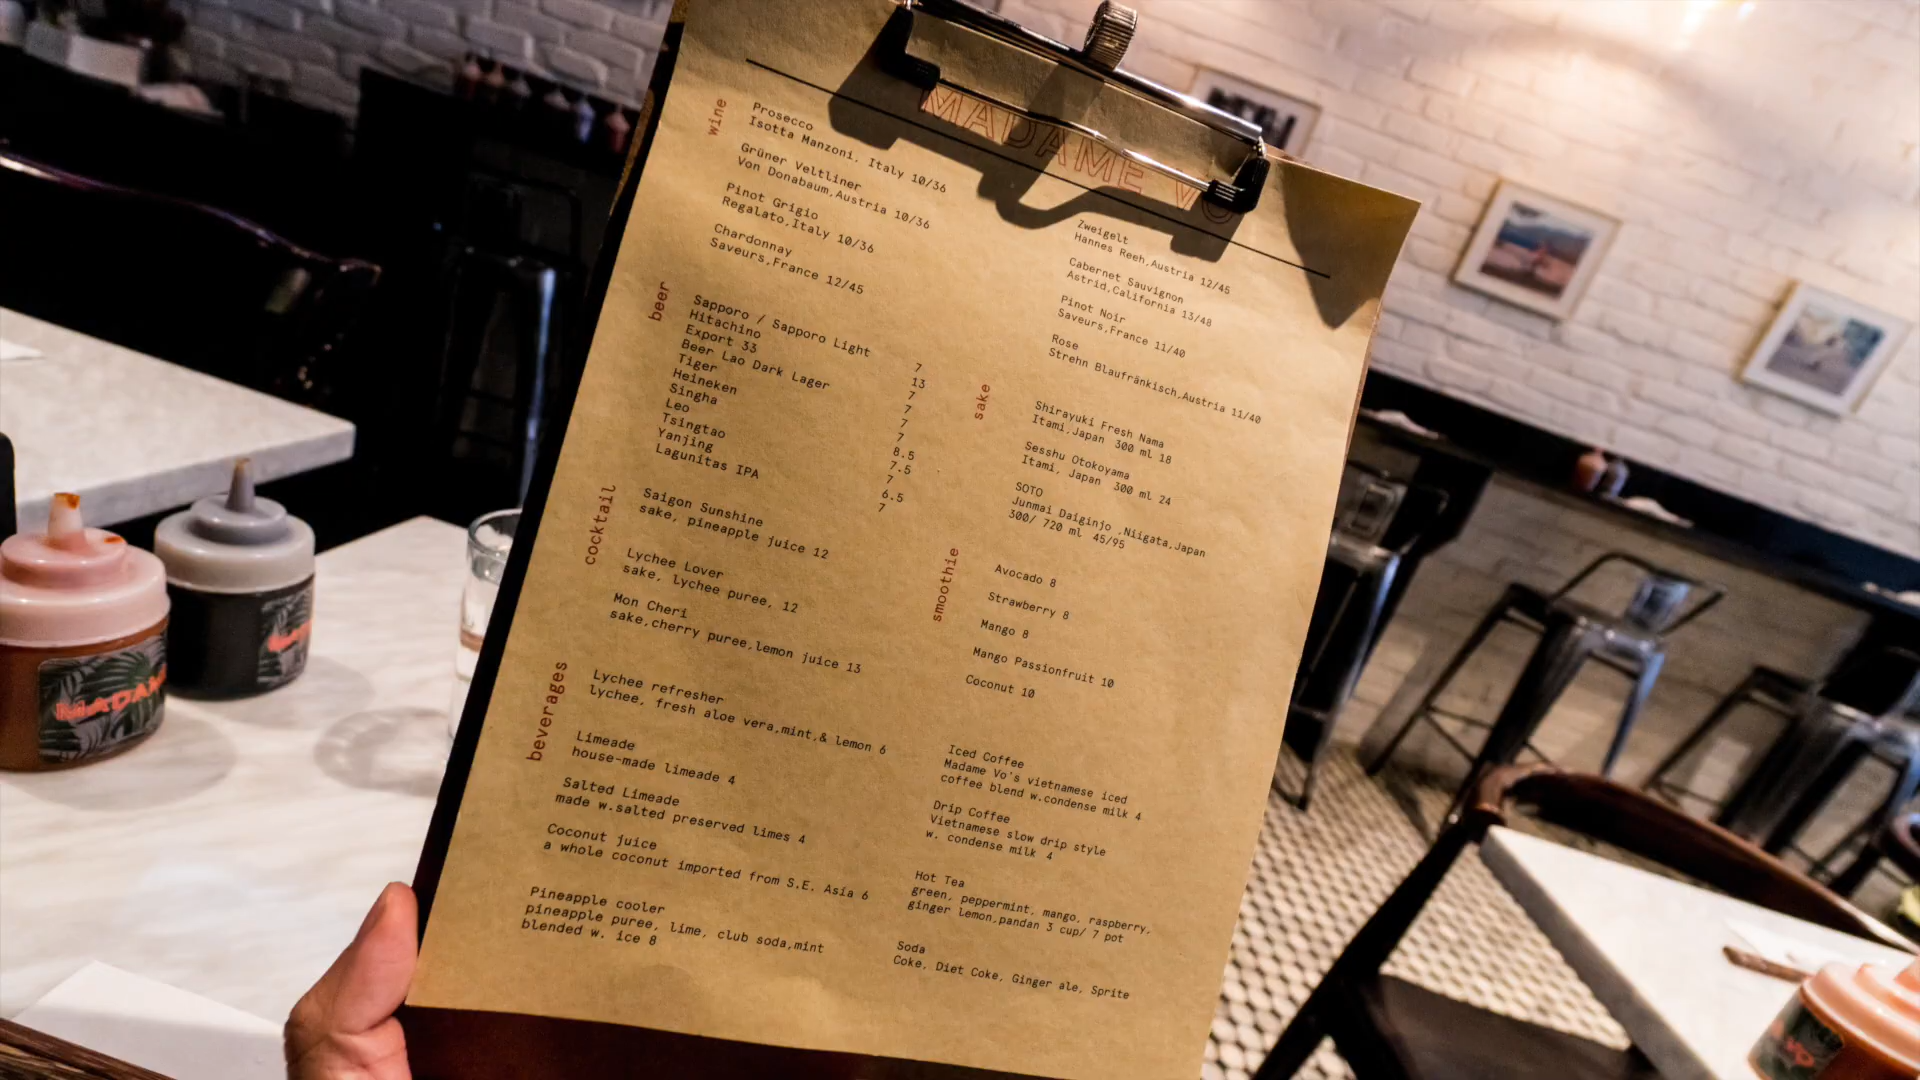 MADAME VO
wine
Prosecco
Isotta Manzoni, Italy 10/36
Grüner Veltliner
Von Donabaum,Austria 10/36
Pinot Grigio
Regalato,Italy 10/36
Chardonnay
Saveurs,France 12/45
Zweigelt
Hannes Reeh,Austria 12/45
Cabernet Sauvignon
Astrid,California 13/48
Pinot Noir
Saveurs,France 11/40
Rose
Strehn Blaufränkisch,Austria 11/40
beer
Sapporo / Sapporo Light 7
Hitachino 13
Export 33 7
Beer Lao Dark Lager 7
Tiger 7
Heineken 7
Singha 8.5
Leo 7.5
Tsingtao 7
Yanjing 6.5
Lagunitas IPA 7
sake
Shirayuki Fresh Nama
Itami,Japan 300 ml 18
Sesshu Otokoyama
Itami, Japan 300 ml 24
SOTO
Junmai Daiginjo ,Niigata,Japan
300/ 720 ml 45/95
cocktail
Saigon Sunshine
sake, pineapple juice 12
Lychee Lover
sake, lychee puree, 12
Mon Cheri
sake,cherry puree,lemon juice 13
smoothie
Avocado 8
Strawberry 8
Mango 8
Mango Passionfruit 10
Coconut 10
beverages
Lychee refresher
lychee, fresh aloe vera,mint,& lemon 6
Limeade
house-made limeade 4
Salted Limeade
made w.salted preserved limes 4
Coconut juice
a whole coconut imported from S.E. Asia 6
Pineapple cooler
pineapple puree, lime, club soda,mint
blended w. ice 8
Iced Coffee
Madame Vo's vietnamese iced
coffee blend w.condense milk 4
Drip Coffee
Vietnamese slow drip style
w. condense milk 4
Hot Tea
green, peppermint, mango, raspberry,
ginger lemon,pandan 3 cup/ 7 pot
Soda
Coke, Diet Coke, Ginger ale, Sprite
MADAM